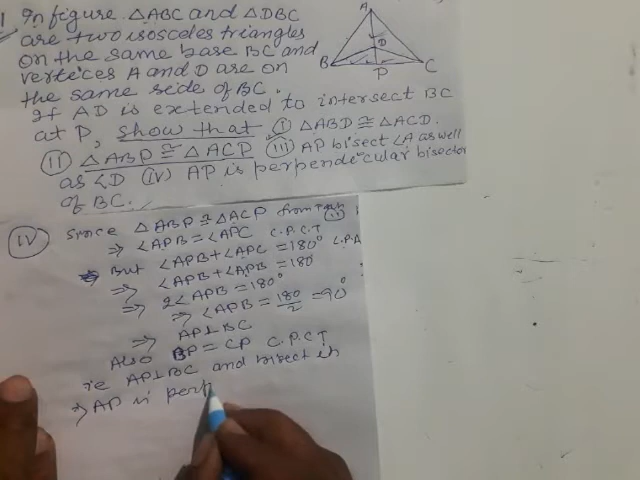 1 In figure. △ABC and △DBC
are two isosceles triangles
on the same base BC and
vertices A and D are on
the same side of BC.
If AD is extended to intersect BC
at P, show that (I) △ABD ≅ △ACD.
(II) △ABP ≅ △ACP (III) AP bisect ∠A as well
as ∠D (IV) AP is perpendicular bisector
of BC.
A
D
B
P
C
(IV) Since △ABP ≅ △ACP from (II)
⇒ ∠APB = ∠APC C.P.C.T
But ∠APB + ∠APC = 180°
⇒ ∠APB + ∠APB = 180
⇒ 2∠APB = 180°
⇒ ∠APB = 180/2 = 90°
⇒ AP⊥BC
Also BP = CP C.P.C.T
ie AP⊥BC and bisect it
⇒ AP is perp